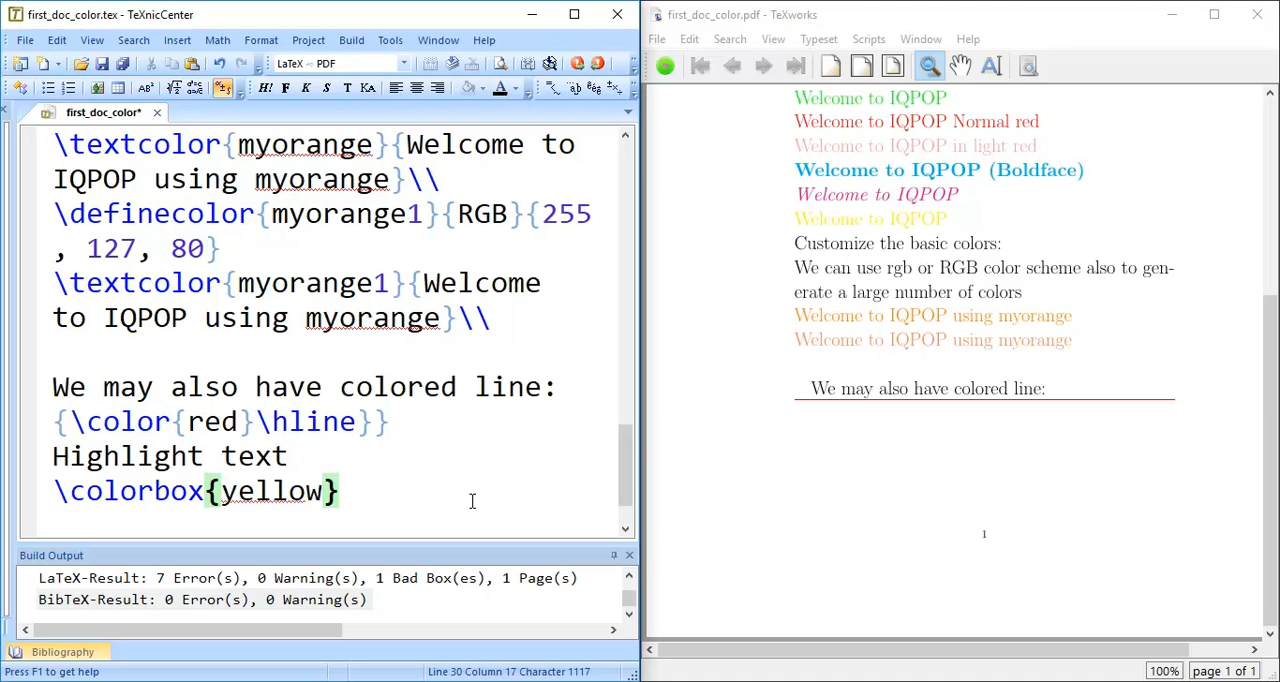 first_doc_color.tex - TeXnicCenter
File Edit View Search Insert Math Format Project Build Tools Window Help
LaTeX ⇨ PDF
H! F K S T KA
first_doc_color*
\textcolor{myorange}{Welcome to
IQPOP using myorange}\\
\definecolor{myorange1}{RGB}{255
, 127, 80}
\textcolor{myorange1}{Welcome
to IQPOP using myorange}\\
We may also have colored line:
{\color{red}\hline}}
Highlight text
\colorbox{yellow}
Build Output
LaTeX-Result: 7 Error(s), 0 Warning(s), 1 Bad Box(es), 1 Page(s)
BibTeX-Result: 0 Error(s), 0 Warning(s)
Bibliography
Press F1 to get help
Line 30 Column 17 Character 1117
first_doc_color.pdf - TeXworks
File Edit Search View Typeset Scripts Window Help
Welcome to IQPOP
Welcome to IQPOP Normal red
Welcome to IQPOP in light red
Welcome to IQPOP (Boldface)
Welcome to IQPOP
Welcome to IQPOP
Customize the basic colors:
We can use rgb or RGB color scheme also to gen-
erate a large number of colors
Welcome to IQPOP using myorange
Welcome to IQPOP using myorange
We may also have colored line:
1
100% page 1 of 1